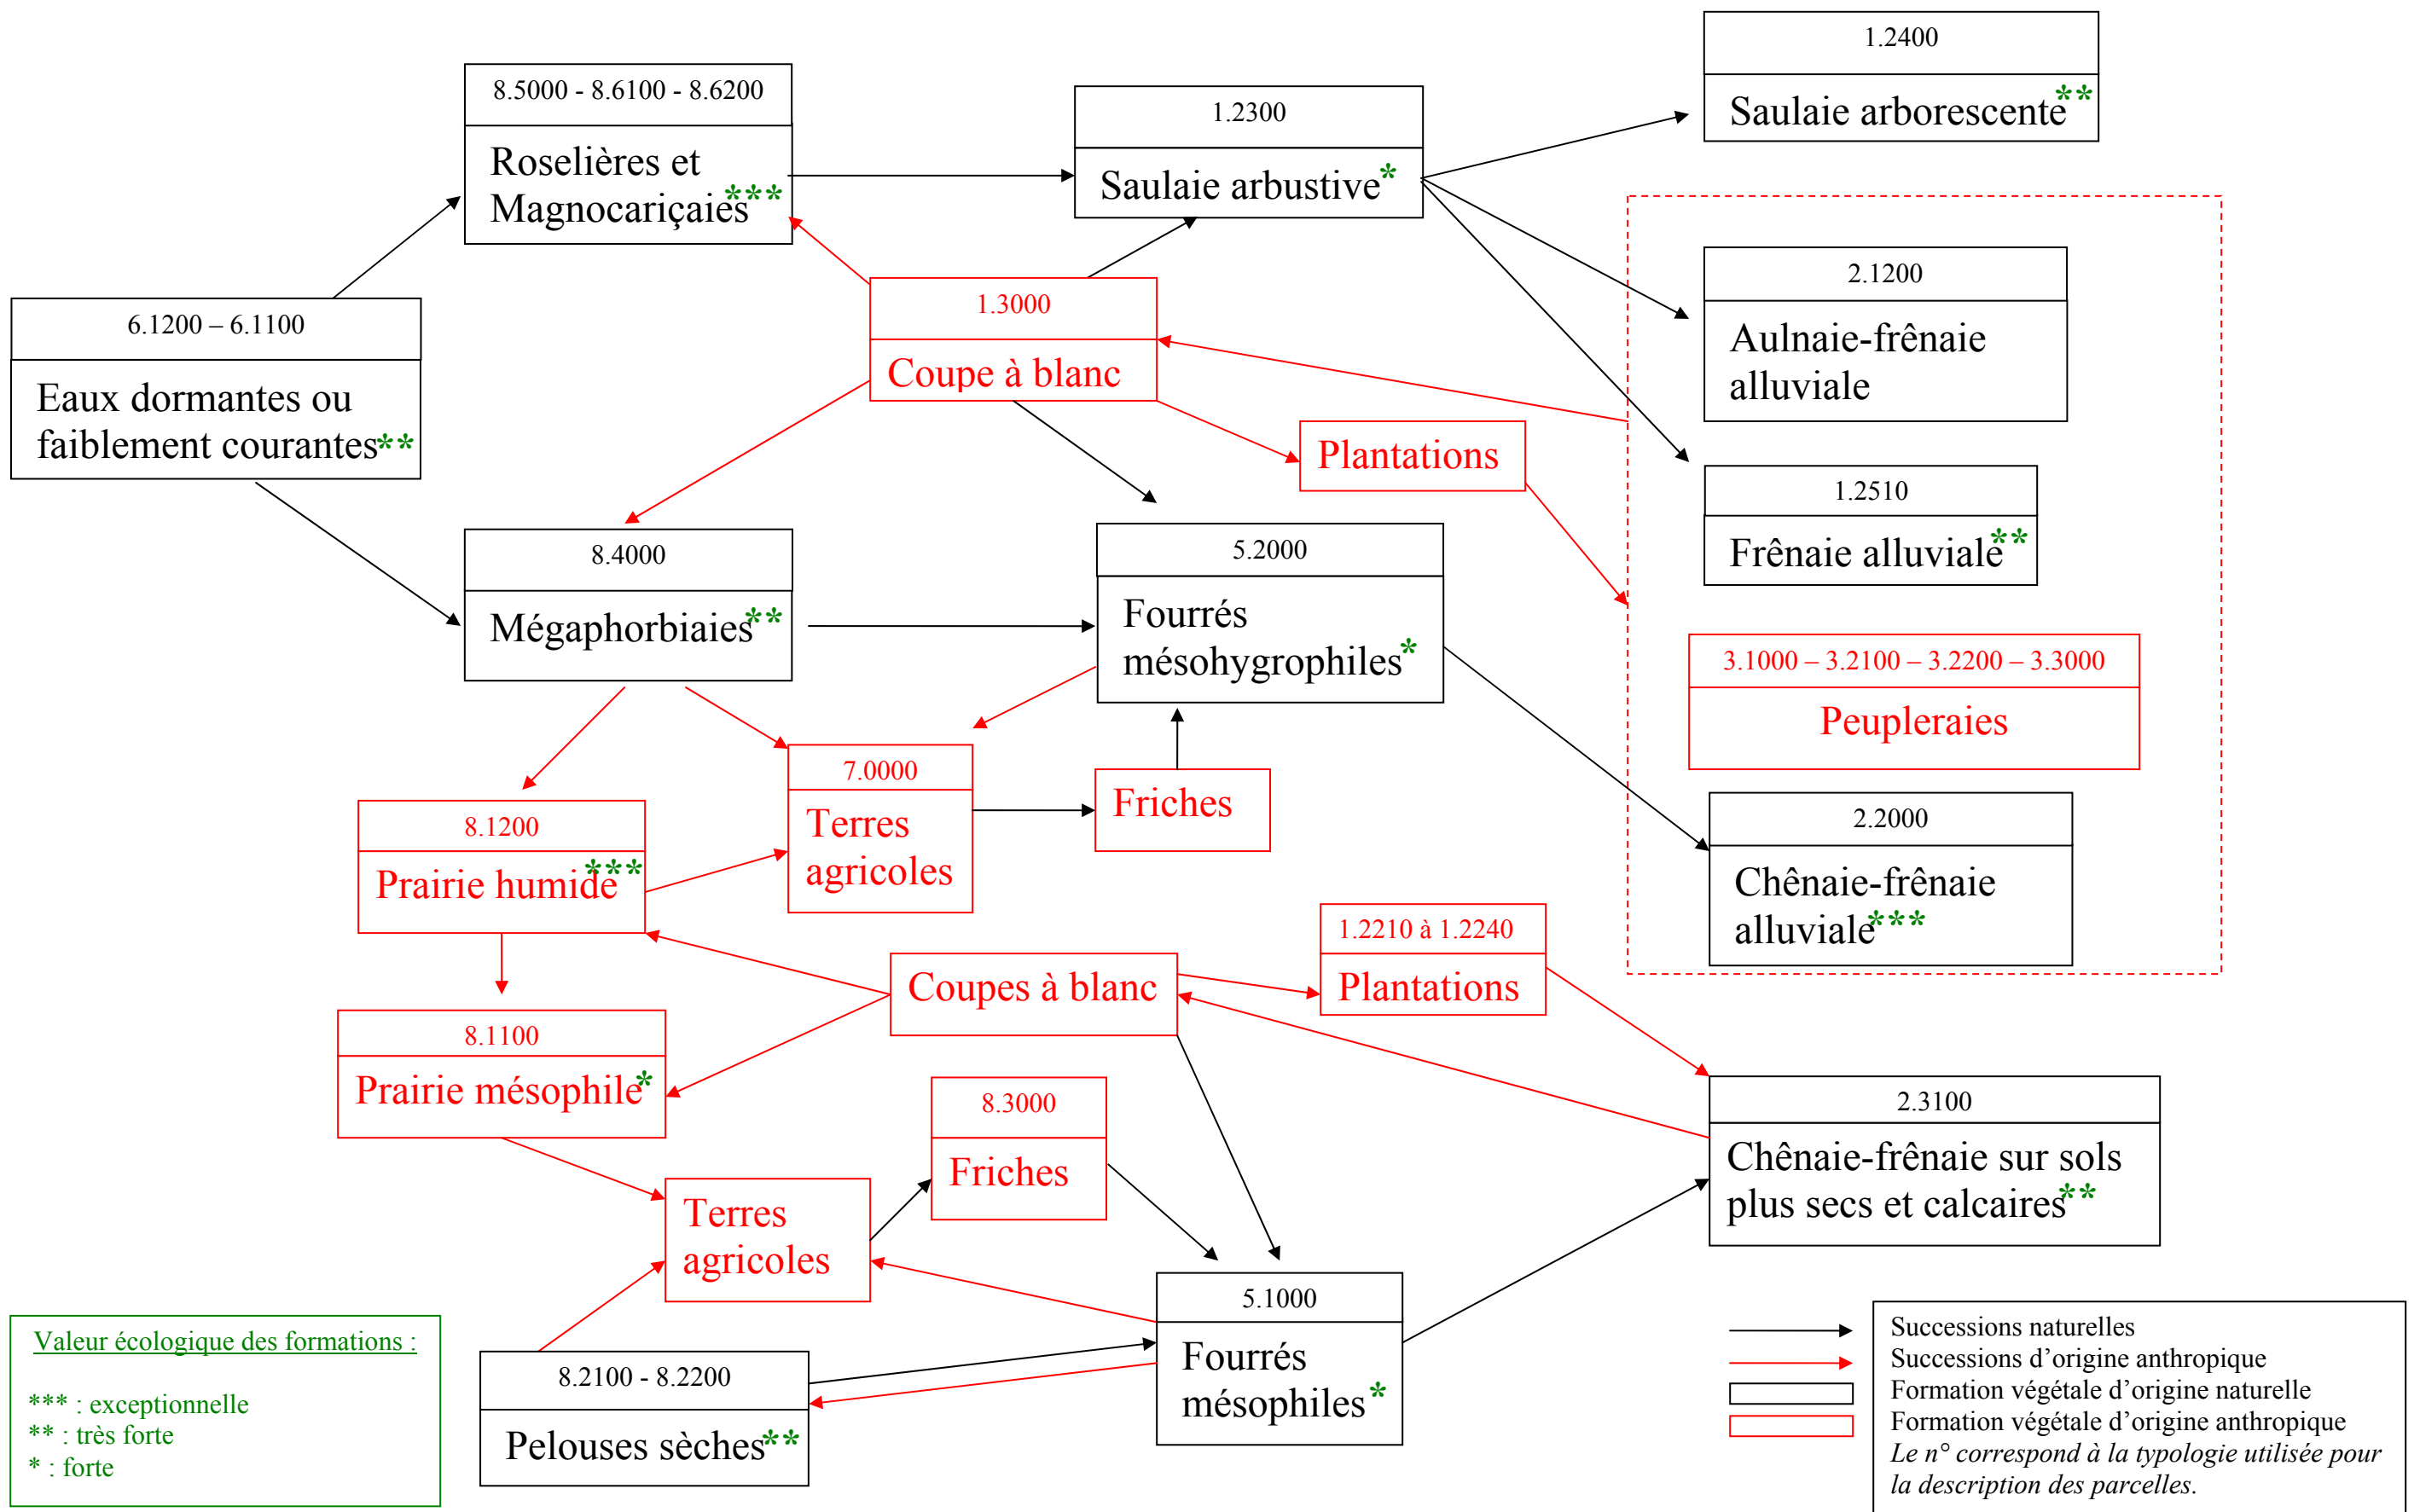 1.2400
Saulaie arborescente**
8.5000 - 8.6100 - 8.6200
Roselières et
Magnocariçaies***
1.2300
Saulaie arbustive*
6.1200 – 6.1100
Eaux dormantes ou
faiblement courantes**
1.3000
Coupe à blanc
2.1200
Aulnaie-frênaie
alluviale
Plantations
1.2510
Frênaie alluviale**
8.4000
Mégaphorbiaies**
5.2000
Fourrés
mésohygrophiles*
3.1000 – 3.2100 – 3.2200 – 3.3000
Peupleraies
7.0000
Terres
agricoles
Friches
8.1200
Prairie humide***
2.2000
Chênaie-frênaie
alluviale***
Coupes à blanc
1.2210 à 1.2240
Plantations
8.1100
Prairie mésophile*
8.3000
Friches
2.3100
Chênaie-frênaie sur sols
plus secs et calcaires**
Terres
agricoles
5.1000
Fourrés
mésophiles*
8.2100 - 8.2200
Pelouses sèches**
Valeur écologique des formations :
*** : exceptionnelle
** : très forte
* : forte
Successions naturelles
Successions d’origine anthropique
Formation végétale d’origine naturelle
Formation végétale d’origine anthropique
Le n° correspond à la typologie utilisée pour
la description des parcelles.